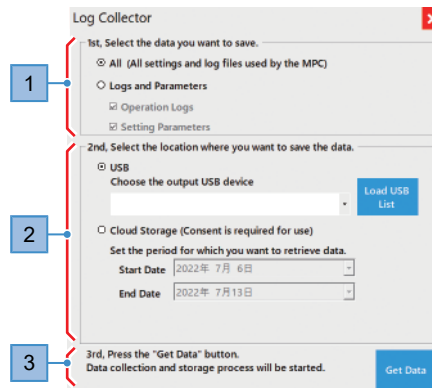 Log Collector
1st, Select the data you want to save.
All (All settings and log files used by the MPC)
Logs and Parameters
Operation Logs
Setting Parameters
1
2nd, Select the location where you want to save the data.
USB
Choose the output USB device
Load USB
List
Cloud Storage (Consent is required for use)
Set the period for which you want to retrieve data.
Start Date 2022年 7月 6日
End Date 2022年 7月13日
2
3rd, Press the "Get Data" button.
Data collection and storage process will be started.
Get Data
3